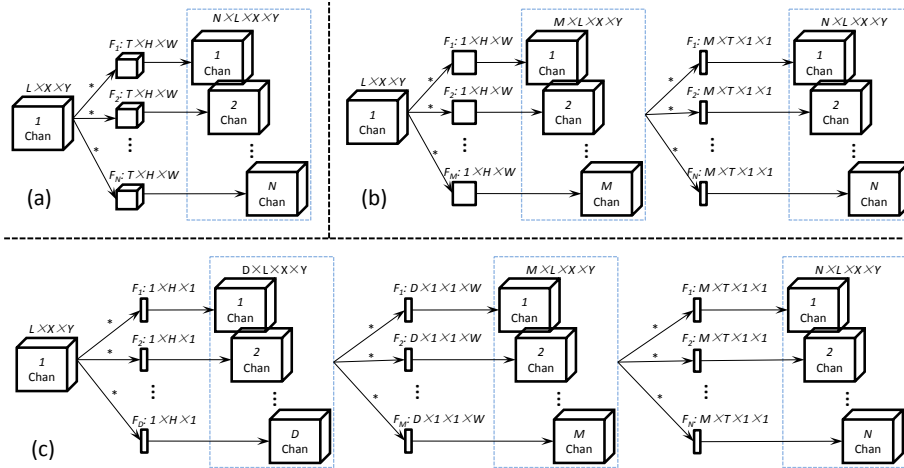 N×L×X×Y
F1: T×H×W
1
Chan
L×X×Y
*
F2: T×H×W
1
Chan
*
2
Chan
*
...
...
FN: T×H×W
N
Chan
(a)
M×L×X×Y
N×L×X×Y
F1: 1×H×W
1
Chan
F1: M×T×1×1
1
Chan
L×X×Y
*
*
F2: 1×H×W
F2: M×T×1×1
1
Chan
*
2
Chan
*
2
Chan
*
*
...
...
...
...
FM: 1×H×W
FN: M×T×1×1
M
Chan
N
Chan
(b)
D×L×X×Y
M×L×X×Y
N×L×X×Y
F1: 1×H×1
1
Chan
F1: D×1×1×W
1
Chan
F1: M×T×1×1
1
Chan
L×X×Y
*
*
*
F2: 1×H×1
F2: D×1×1×W
F2: M×T×1×1
1
Chan
*
2
Chan
*
2
Chan
*
2
Chan
*
*
*
...
...
...
...
...
...
FD: 1×H×1
FM: D×1×1×W
FN: M×T×1×1
D
Chan
M
Chan
N
Chan
(c)